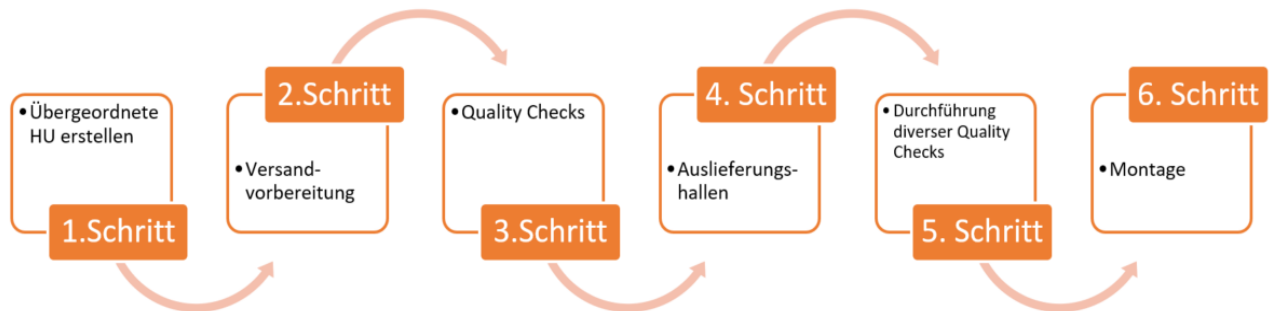 • Übergeordnete
HU erstellen
1.Schritt
2.Schritt
• Versand-
vorbereitung
• Quality Checks
3.Schritt
4. Schritt
• Auslieferungs-
hallen
• Durchführung
diverser Quality
Checks
5. Schritt
6. Schritt
• Montage